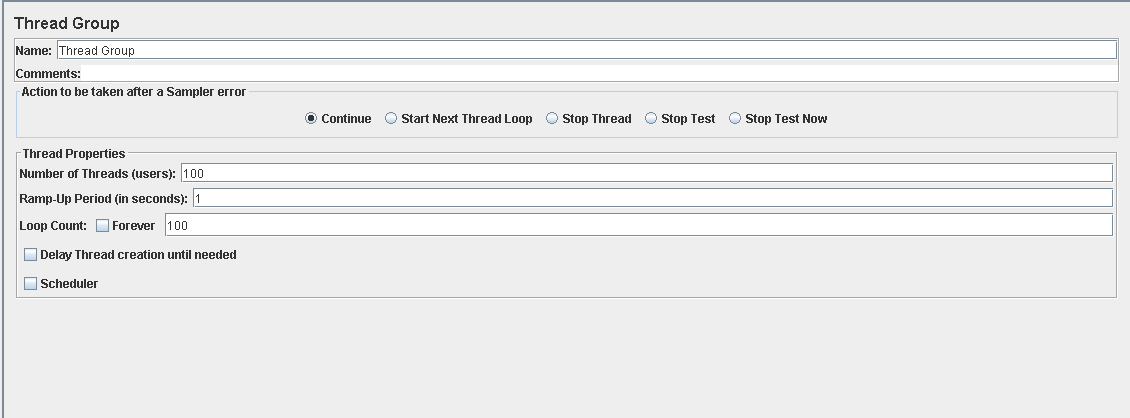 Thread Group
Name: Thread Group
Comments:
Action to be taken after a Sampler error
Continue Start Next Thread Loop Stop Thread Stop Test Stop Test Now
Thread Properties
Number of Threads (users): 100
Ramp-Up Period (in seconds): 1
Loop Count: Forever 100
Delay Thread creation until needed
Scheduler